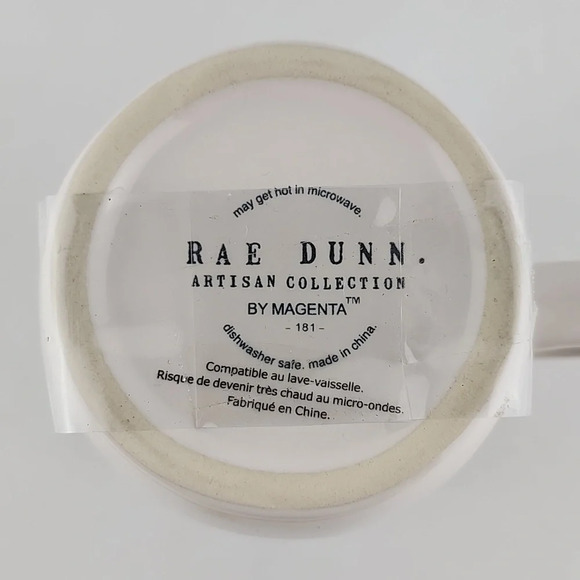 may get hot in microwave.
RAE DUNN.
ARTISAN COLLECTION
BY MAGENTA™
- 181 -
dishwasher safe. made in china.
Compatible au lave-vaisselle.
Risque de devenir très chaud au micro-ondes.
Fabriqué en Chine.